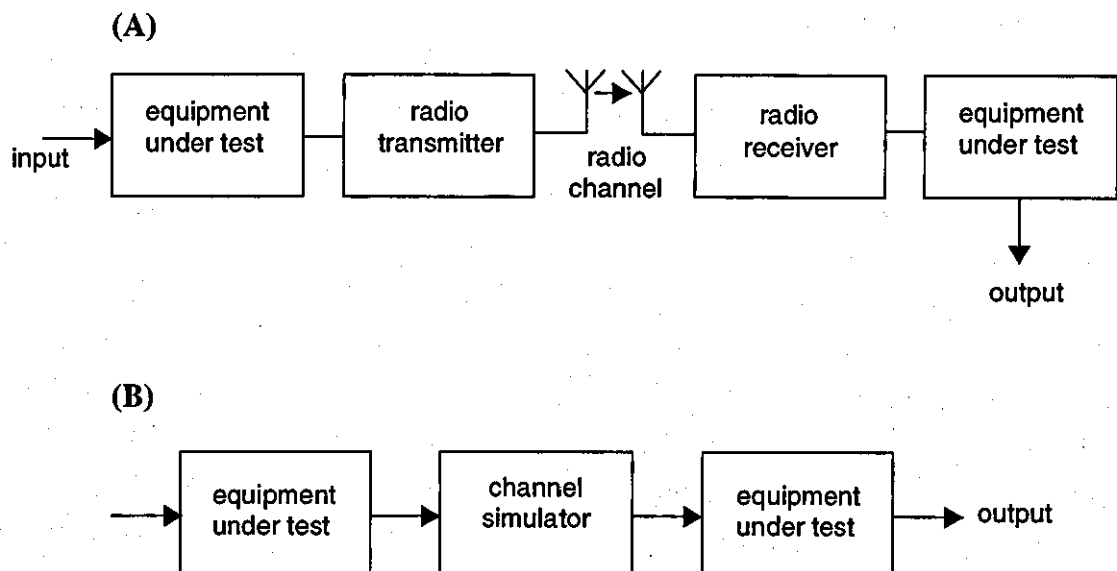 (A)
equipment
under test
radio
transmitter
radio
receiver
equipment
under test
input
radio
channel
output
(B)
equipment
under test
channel
simulator
equipment
under test
output